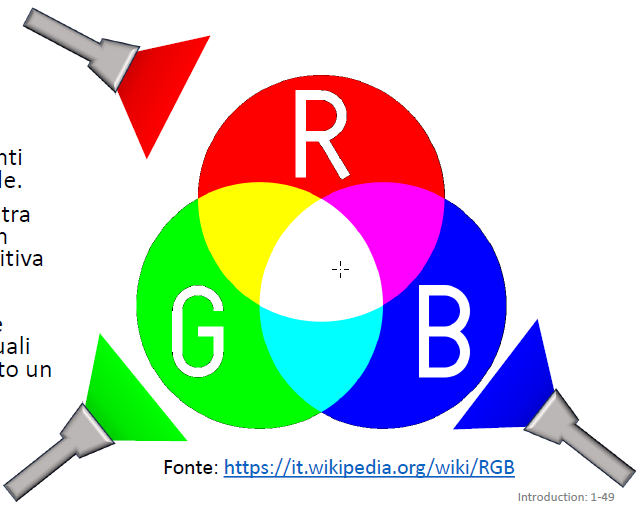 R
nti
le.
tra
n
itiva
G
B
e
uali
to un
Fonte: https://it.wikipedia.org/wiki/RGB
Introduction: 1-49